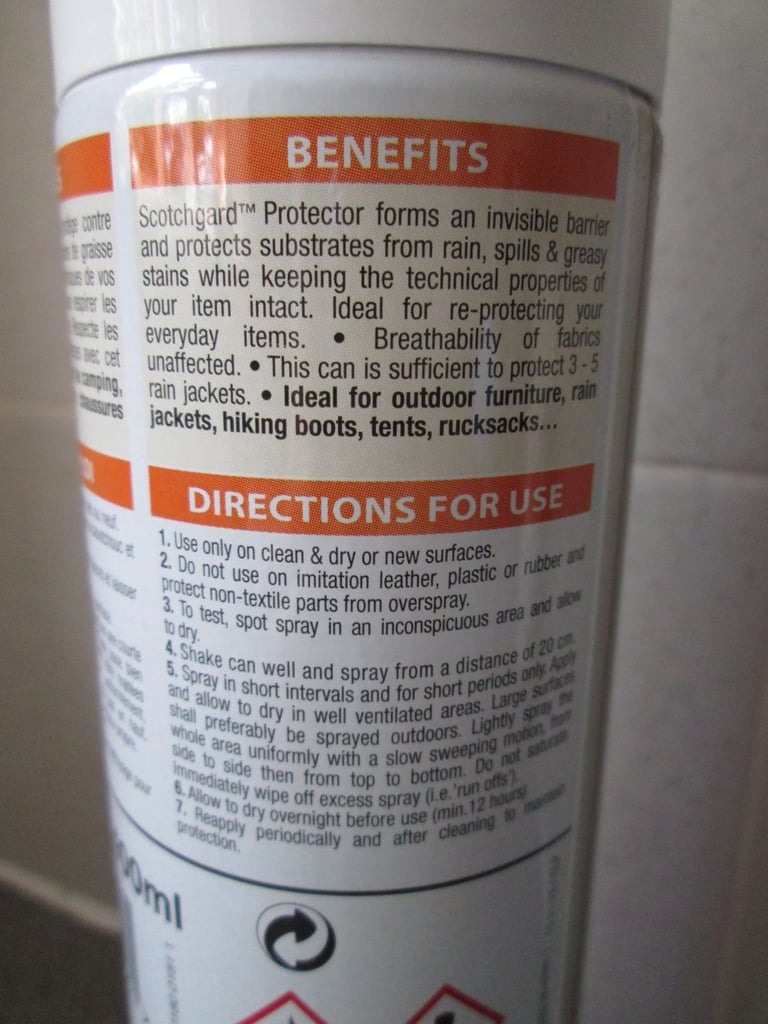 BENEFITS
Scotchgard™ Protector forms an invisible barrier
and protects substrates from rain, spills & greasy
stains while keeping the technical properties of
your item intact. Ideal for re-protecting your
everyday items. • Breathability of fabrics
unaffected. • This can is sufficient to protect 3 - 5
rain jackets. • Ideal for outdoor furniture, rain
jackets, hiking boots, tents, rucksacks...
DIRECTIONS FOR USE
1. Use only on clean & dry or new surfaces.
2. Do not use on imitation leather, plastic or rubber and
protect non-textile parts from overspray.
3. To test, spot spray in an inconspicuous area and allow
to dry.
4. Shake can well and spray from a distance of 20 cm.
5. Spray in short intervals and for short periods only. Apply
and allow to dry in well ventilated areas. Large surfaces
shall preferably be sprayed outdoors. Lightly spray the
whole area uniformly with a slow sweeping motion, from
side to side then from top to bottom. Do not saturate
immediately wipe off excess spray (i.e.'run offs').
6. Allow to dry overnight before use (min.12 hours)
7. Reapply periodically and after cleaning to maintain
protection.
contre
de graisse
de vos
les
les
avec cet
camping,
chaussures
00ml